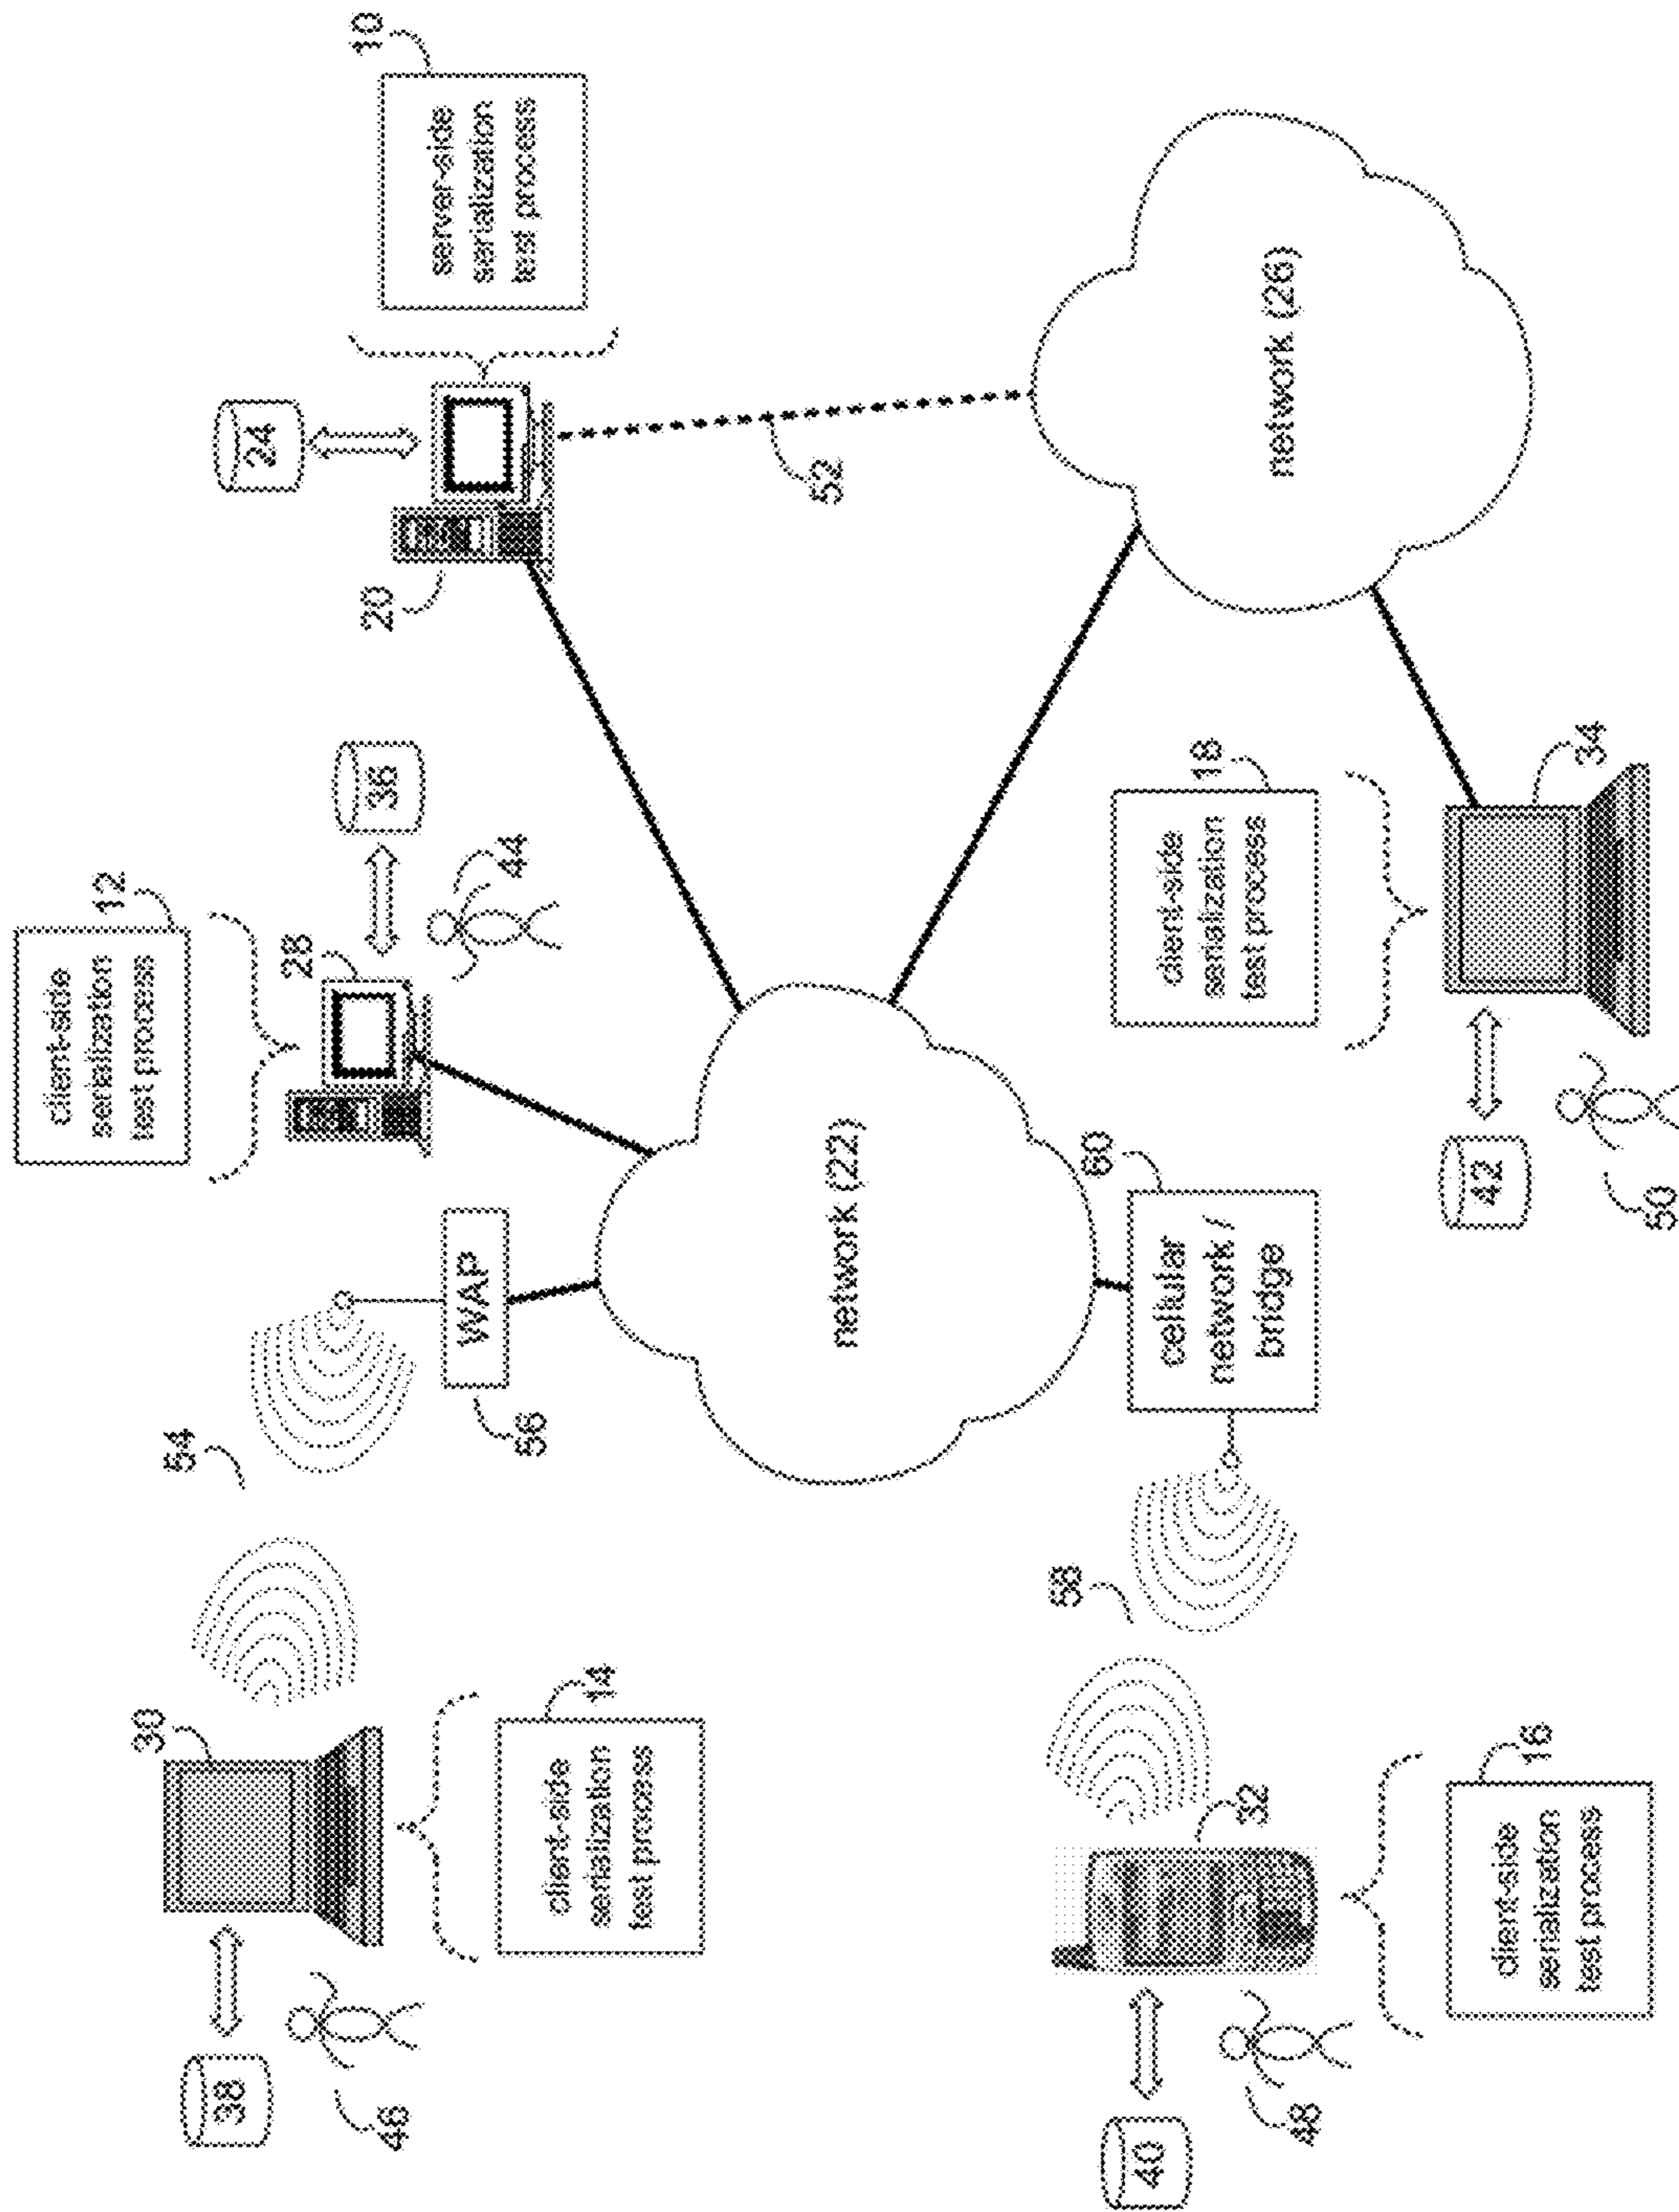 38
46
30
client-side
serialization
test process
14
54
WAP
56
client-side
serialization
test process
12
28
36
44
24
20
server-side
serialization
test process
10
network (22)
52
network (26)
40
48
32
client-side
serialization
test process
16
58
cellular
network /
bridge
60
42
50
client-side
serialization
test process
18
34